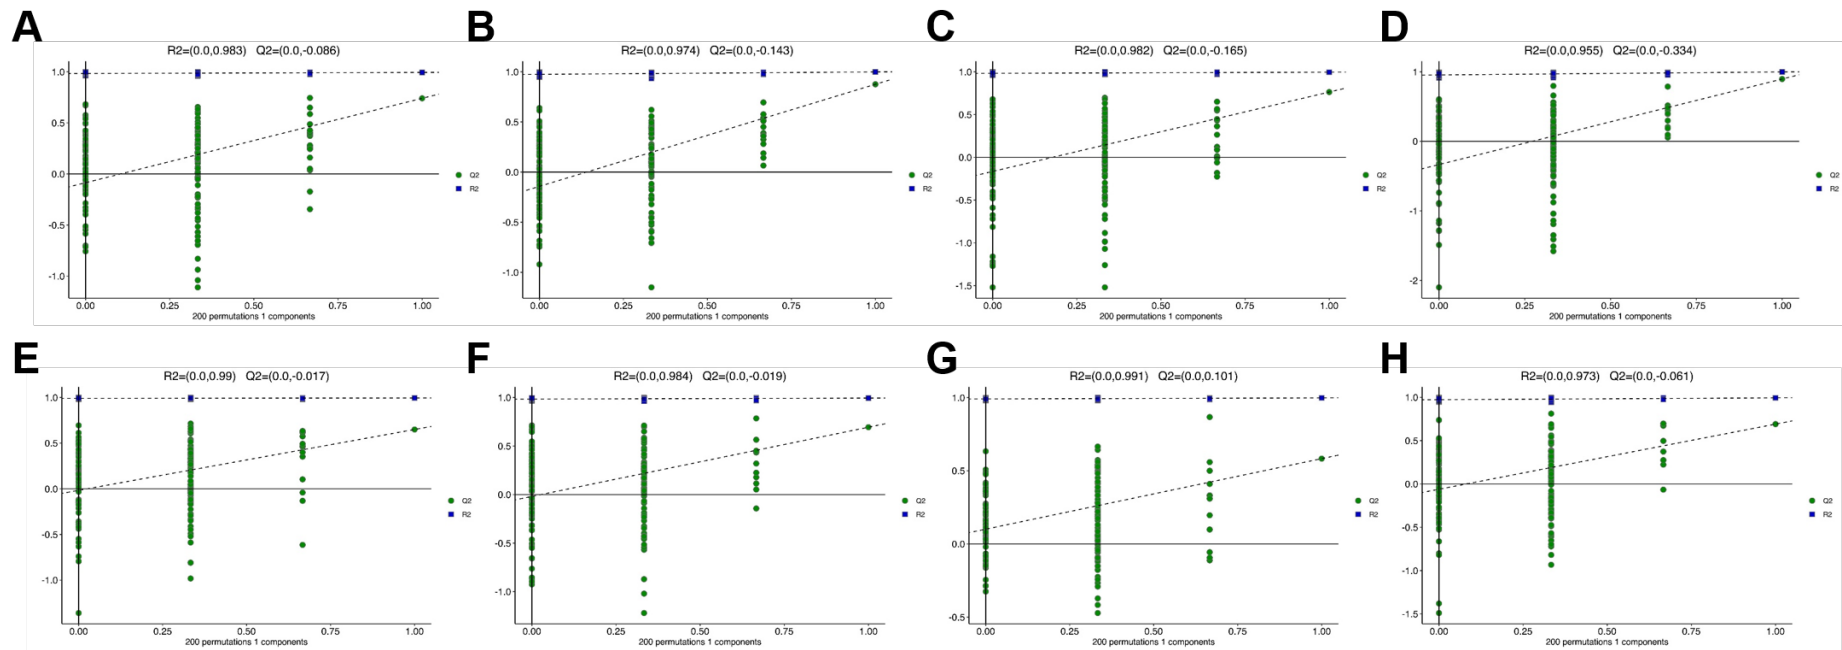 A
R2=(0.0,0.983) Q2=(0.0,-0.086)
1.0
0.5
0.0
-0.5
-1.0
0.00 0.25 0.50 0.75 1.00
200 permutations 1 components
Q2
R2
B
R2=(0.0,0.974) Q2=(0.0,-0.143)
1.0
0.5
0.0
-0.5
-1.0
0.00 0.25 0.50 0.75 1.00
200 permutations 1 components
Q2
R2
C
R2=(0.0,0.982) Q2=(0.0,-0.165)
1.0
0.5
0.0
-0.5
-1.0
-1.5
0.00 0.25 0.50 0.75 1.00
200 permutations 1 components
Q2
R2
D
R2=(0.0,0.955) Q2=(0.0,-0.334)
1
0
-1
-2
0.00 0.25 0.50 0.75 1.00
200 permutations 1 components
Q2
R2
E
R2=(0.0,0.99) Q2=(0.0,-0.017)
1.0
0.5
0.0
-0.5
-1.0
0.00 0.25 0.50 0.75 1.00
200 permutations 1 components
Q2
R2
F
R2=(0.0,0.984) Q2=(0.0,-0.019)
1.0
0.5
0.0
-0.5
-1.0
0.00 0.25 0.50 0.75 1.00
200 permutations 1 components
Q2
R2
G
R2=(0.0,0.991) Q2=(0.0,0.101)
1.0
0.5
0.0
-0.5
0.00 0.25 0.50 0.75 1.00
200 permutations 1 components
Q2
R2
H
R2=(0.0,0.973) Q2=(0.0,-0.061)
1.0
0.5
0.0
-0.5
-1.0
-1.5
0.00 0.25 0.50 0.75 1.00
200 permutations 1 components
Q2
R2